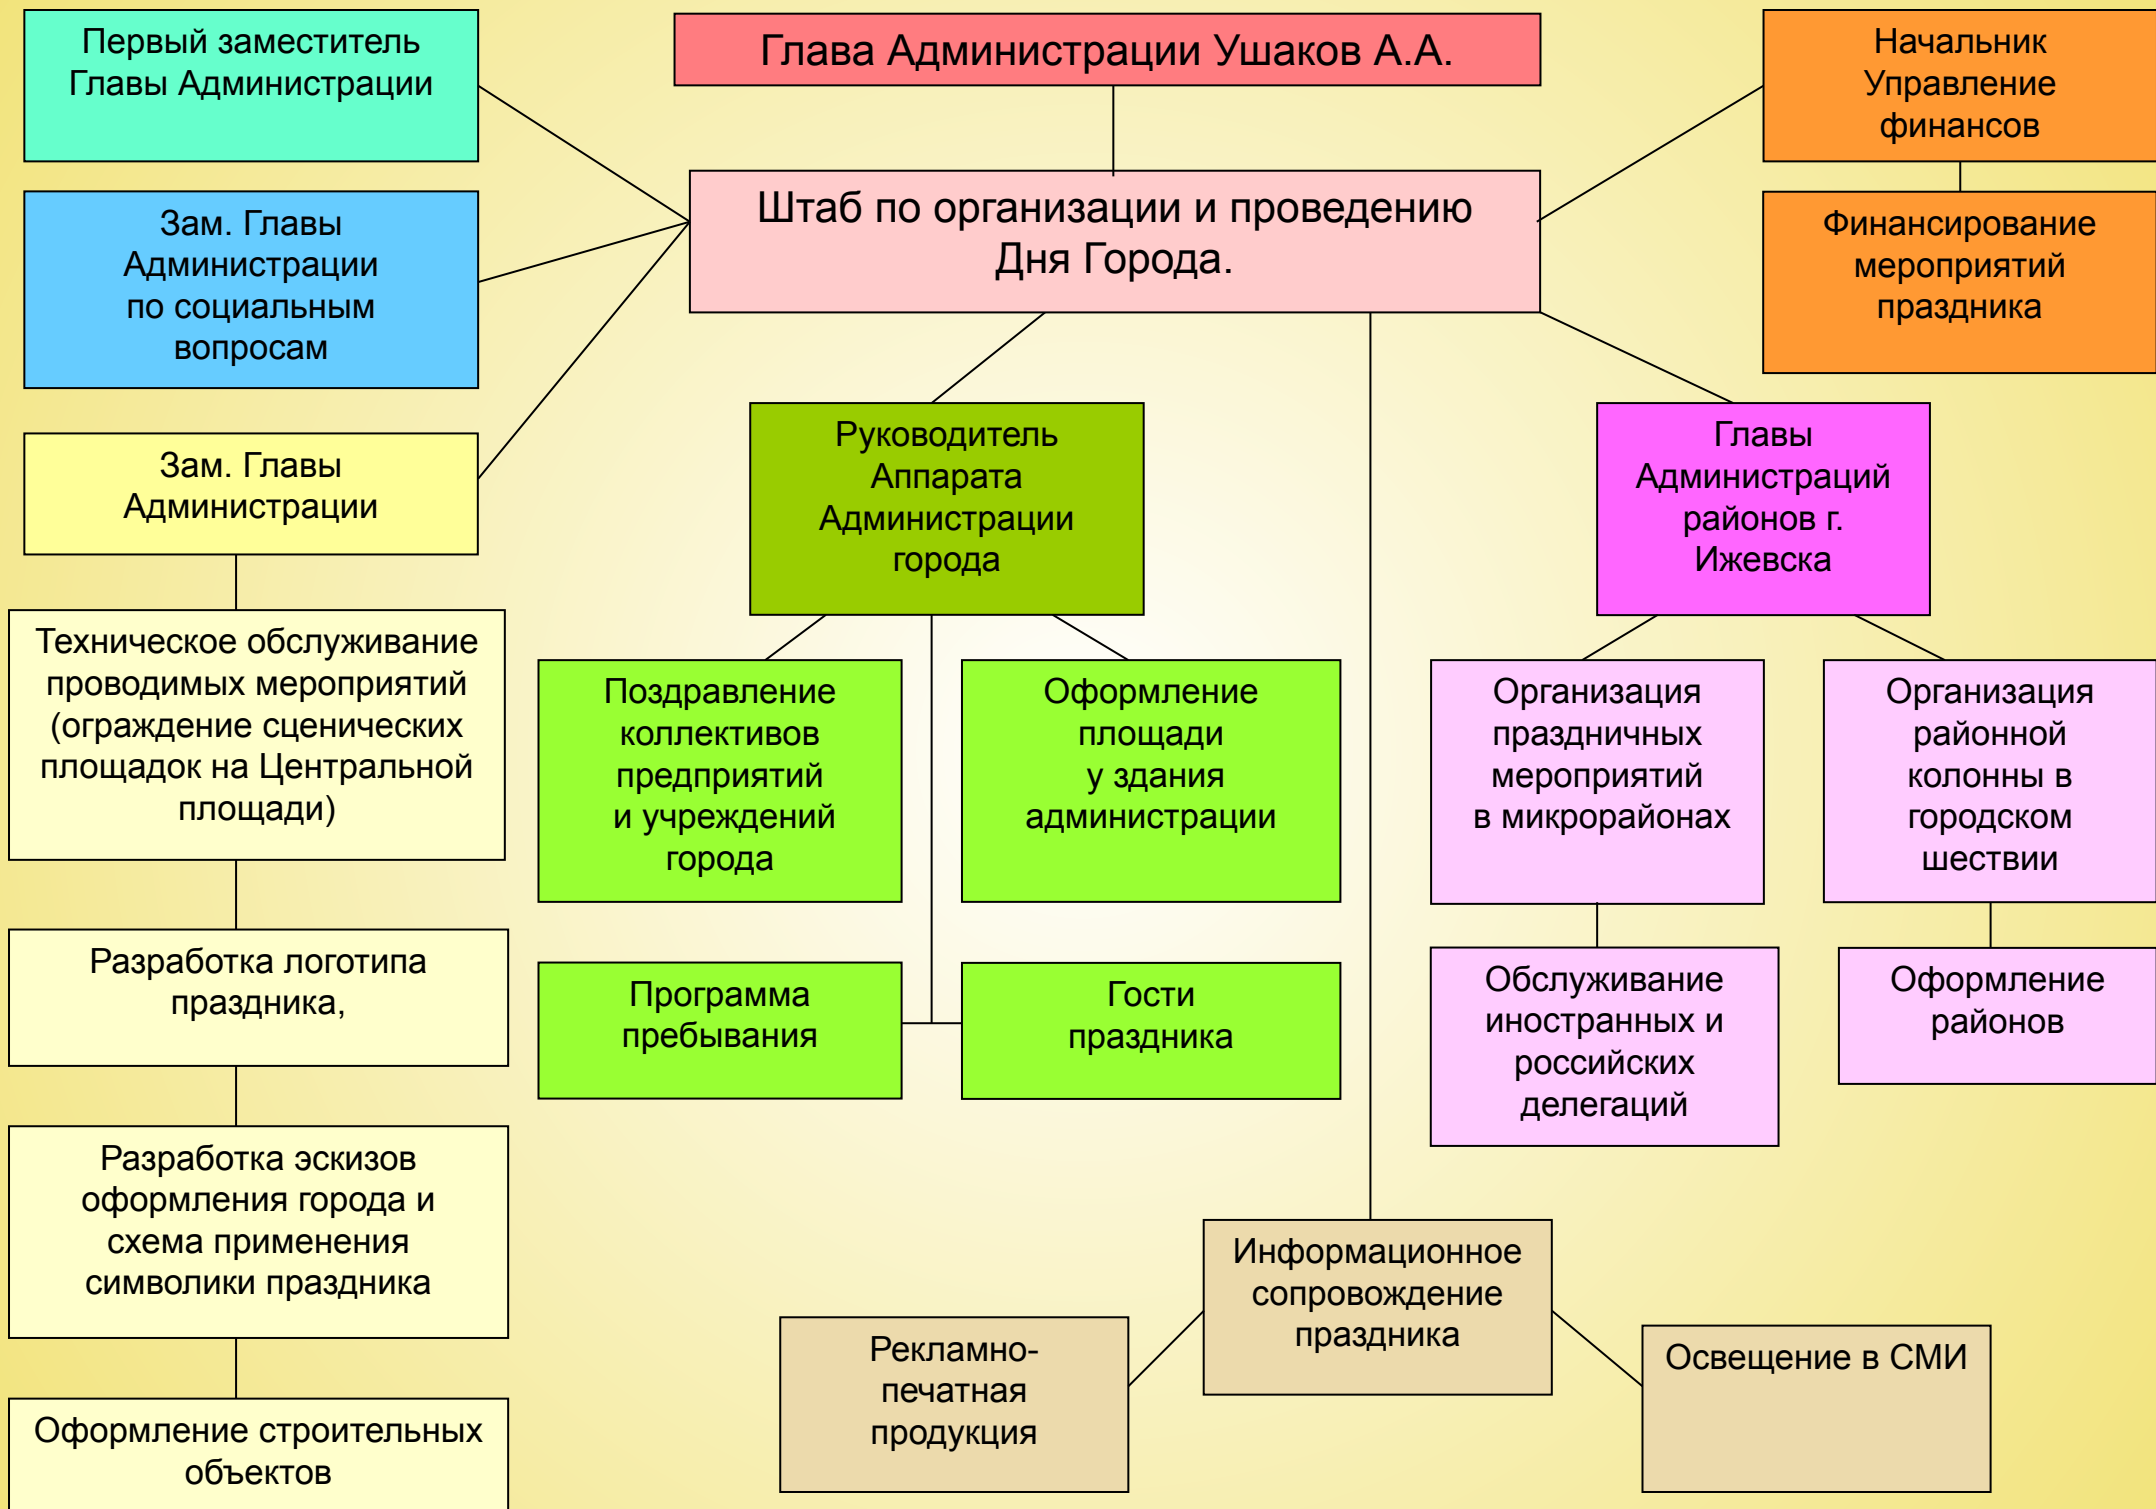 Первый заместитель
Главы Администрации
Глава Администрации Ушаков А.А.
Начальник
Управление
финансов
Штаб по организации и проведению
Дня Города.
Зам. Главы
Администрации
по социальным
вопросам
Финансирование
мероприятий
праздника
Зам. Главы
Администрации
Руководитель
Аппарата
Администрации
города
Главы
Администраций
районов г.
Ижевска
Техническое обслуживание
проводимых мероприятий
(ограждение сценических
площадок на Центральной
площади)
Поздравление
коллективов
предприятий
и учреждений
города
Оформление
площади
у здания
администрации
Организация
праздничных
мероприятий
в микрорайонах
Организация
районной
колонны в
городском
шествии
Разработка логотипа
праздника,
Программа
пребывания
Гости
праздника
Обслуживание
иностранных и
российских
делегаций
Оформление
районов
Разработка эскизов
оформления города и
схема применения
символики праздника
Информационное
сопровождение
праздника
Рекламно-
печатная
продукция
Освещение в СМИ
Оформление строительных
объектов